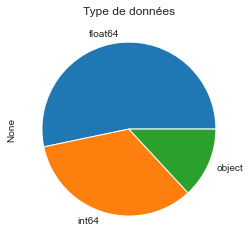 Type de données
float64
None
object
int64